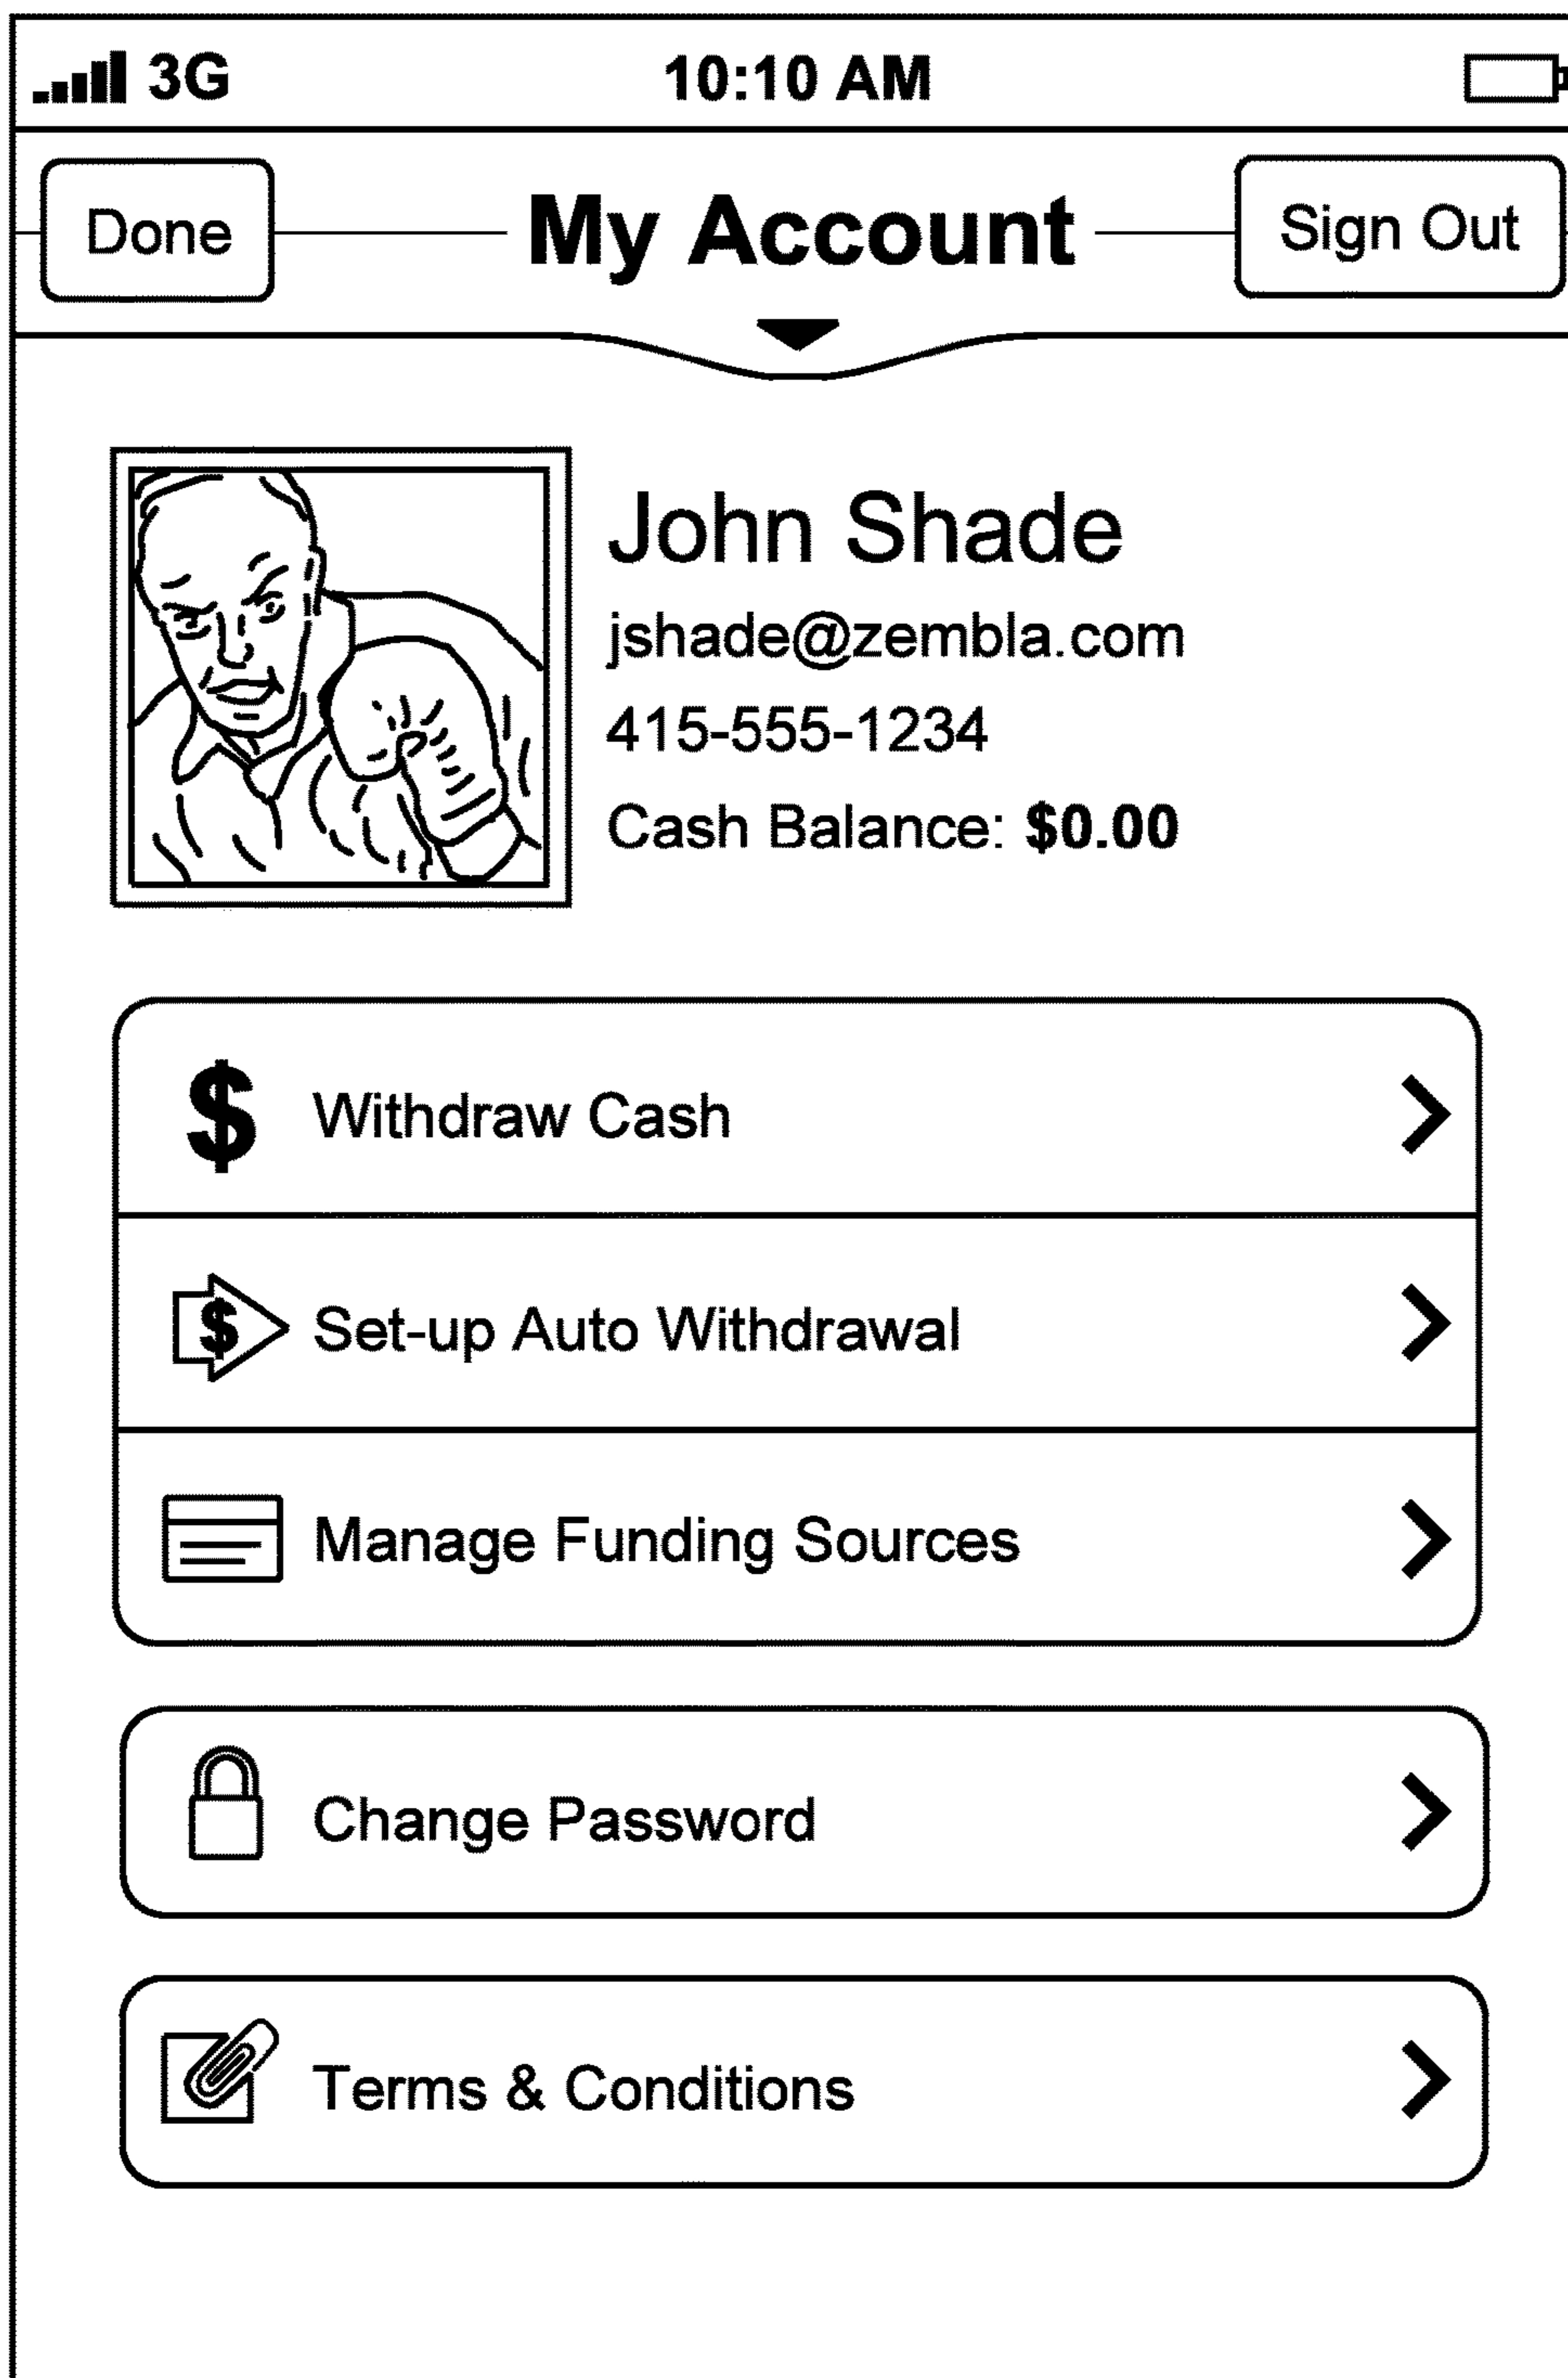 3G 10:10 AM
Done My Account Sign Out
John Shade
jshade@zembla.com
415-555-1234
Cash Balance: $0.00
$ Withdraw Cash
$ Set-up Auto Withdrawal
Manage Funding Sources
Change Password
Terms & Conditions